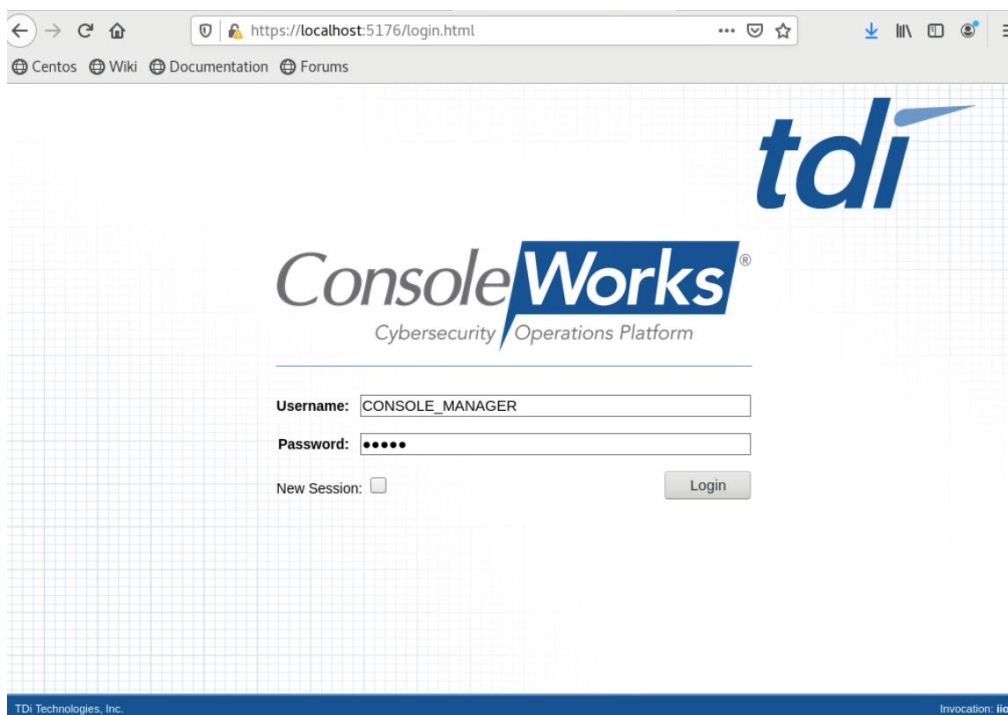 https://localhost:5176/login.html
Centos Wiki Documentation Forums
tdi
ConsoleWorks®
Cybersecurity Operations Platform
Username: CONSOLE_MANAGER
Password: •••••
New Session: Login
TDi Technologies, Inc. Invocation: